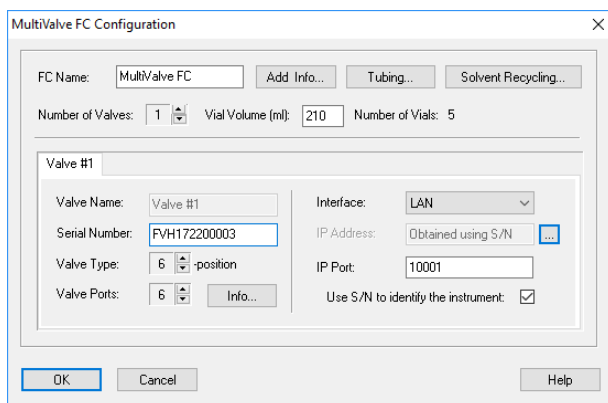 MultiValve FC Configuration
FC Name: MultiValve FC Add Info... Tubing... Solvent Recycling...
Number of Valves: 1 Vial Volume (ml): 210 Number of Vials: 5
Valve #1
Valve Name: Valve #1 Interface: LAN
Serial Number: FVH172200003 IP Address: Obtained using S/N ...
Valve Type: 6 -position IP Port: 10001
Valve Ports: 6 Info... Use S/N to identify the instrument:
OK Cancel Help